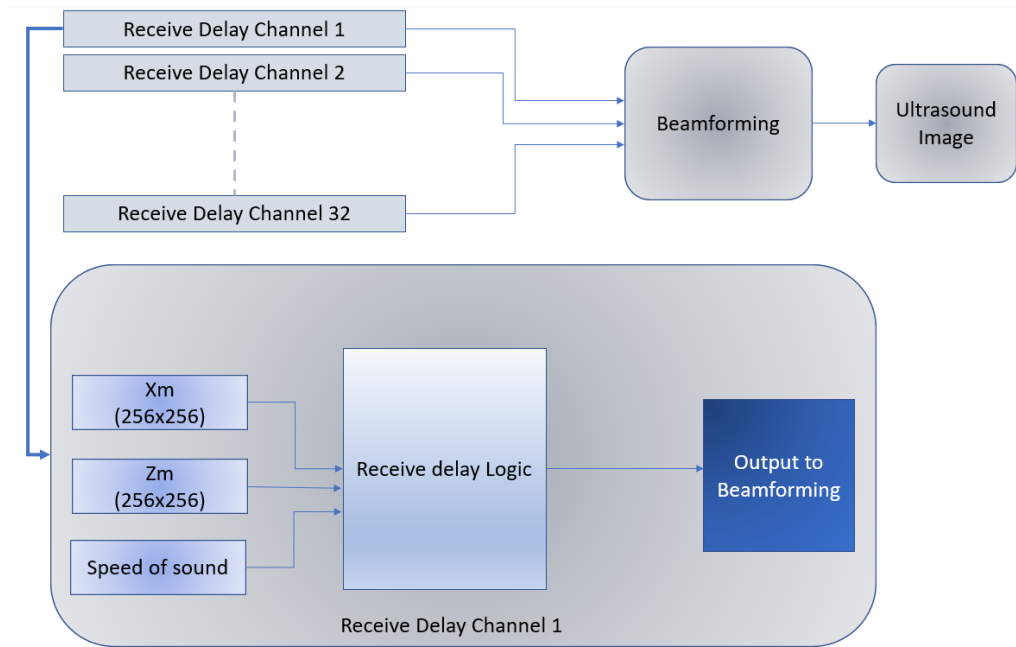 Receive Delay Channel 1
Receive Delay Channel 2
Receive Delay Channel 32
Beamforming
Ultrasound
Image
Xm
(256x256)
Zm
(256x256)
Speed of sound
Receive delay Logic
Output to
Beamforming
Receive Delay Channel 1